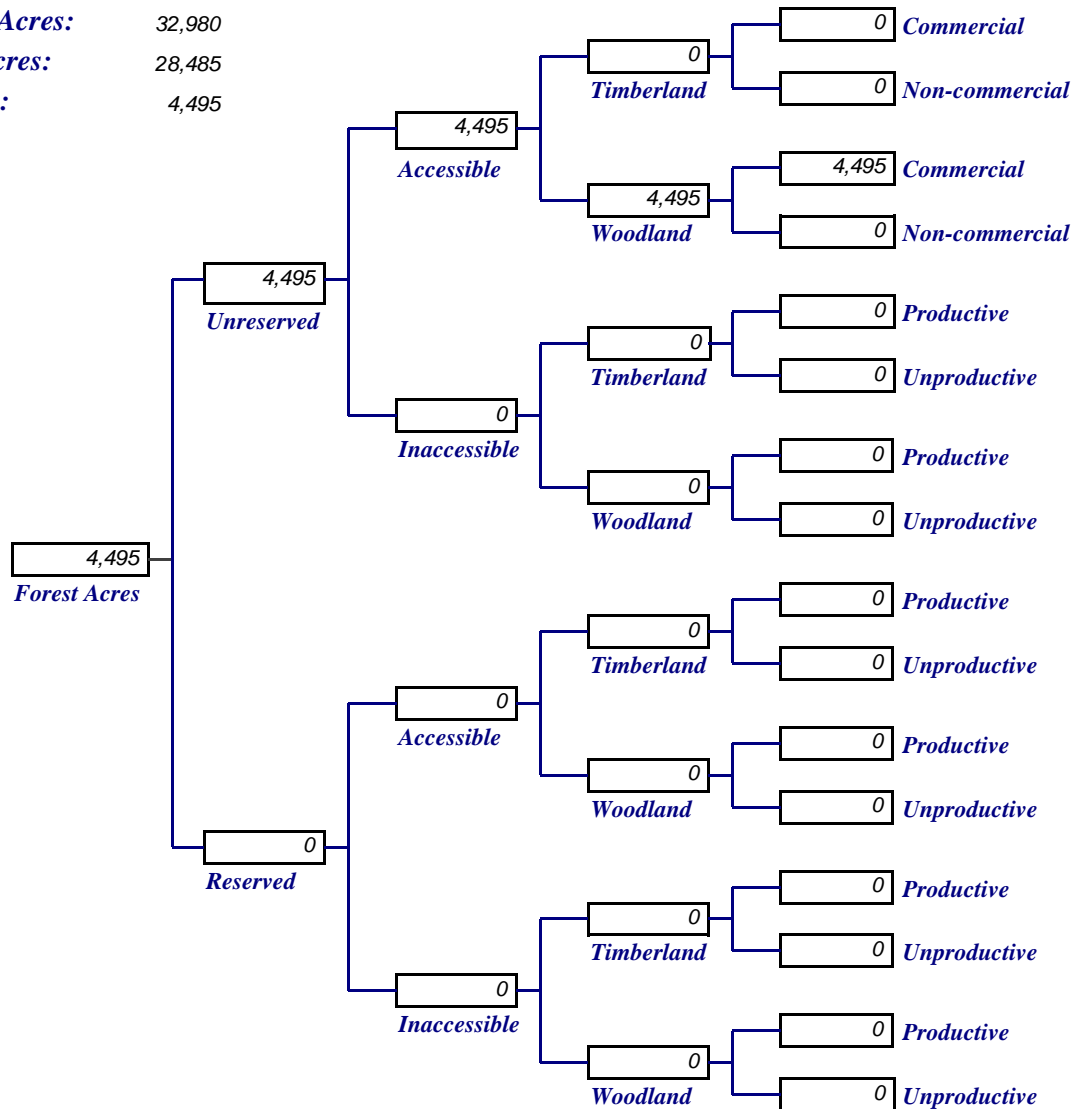 Acres: 32,980
cres: 28,485
: 4,495
0 Commercial
0
Timberland
0 Non-commercial
4,495
Accessible
4,495 Commercial
4,495
Woodland
0 Non-commercial
4,495
Unreserved
0 Productive
0
Timberland
0 Unproductive
0
Inaccessible
0 Productive
0
Woodland
0 Unproductive
4,495
Forest Acres
0 Productive
0
Timberland
0 Unproductive
0
Accessible
0 Productive
0
Woodland
0 Unproductive
0
Reserved
0 Productive
0
Timberland
0 Unproductive
0
Inaccessible
0 Productive
0
Woodland
0 Unproductive